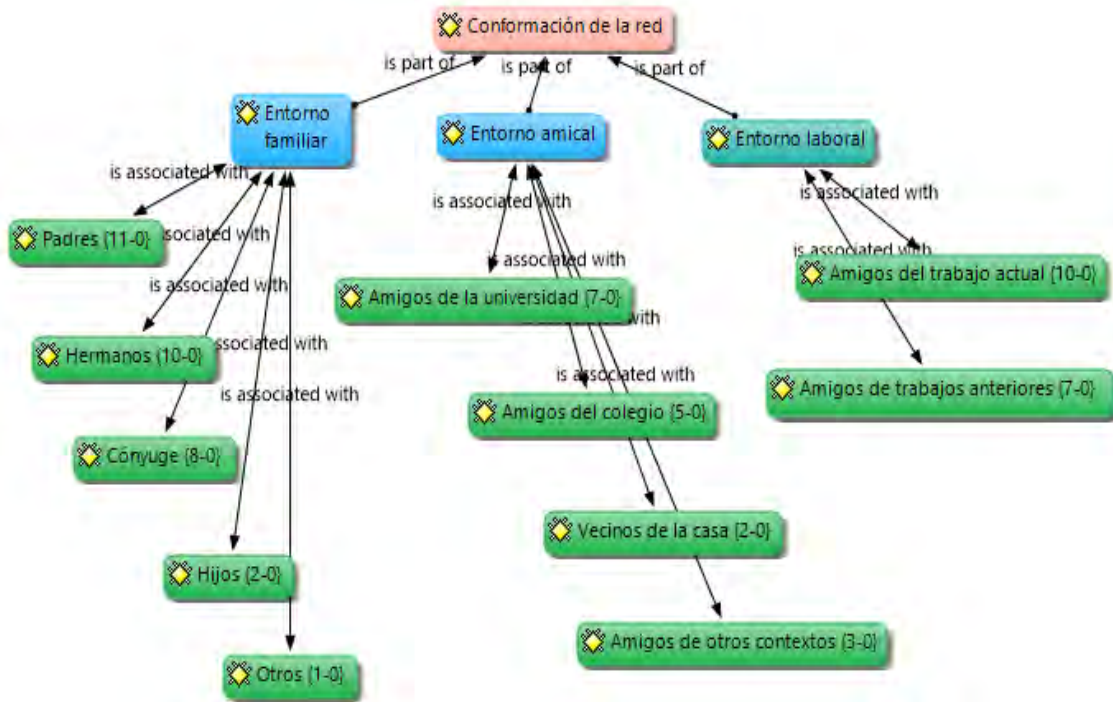 Conformación de la red
is part of
is part of
is part of
Entorno
familiar
Entorno amical
Entorno laboral
is associated with
is associated with
is associated with
Padres {11-0}
ssociated with
is associated with
Amigos del trabajo actual {10-0}
is associated with
s associated with
Amigos de la universidad {7-0}
ssociated with
with
Hermanos {10-0}
is associated with
is associated with
Amigos de trabajos anteriores {7-0}
Amigos del colegio {5-0}
Cónyuge {8-0}
Vecinos de la casa {2-0}
Hijos {2-0}
Amigos de otros contextos {3-0}
Otros {1-0}